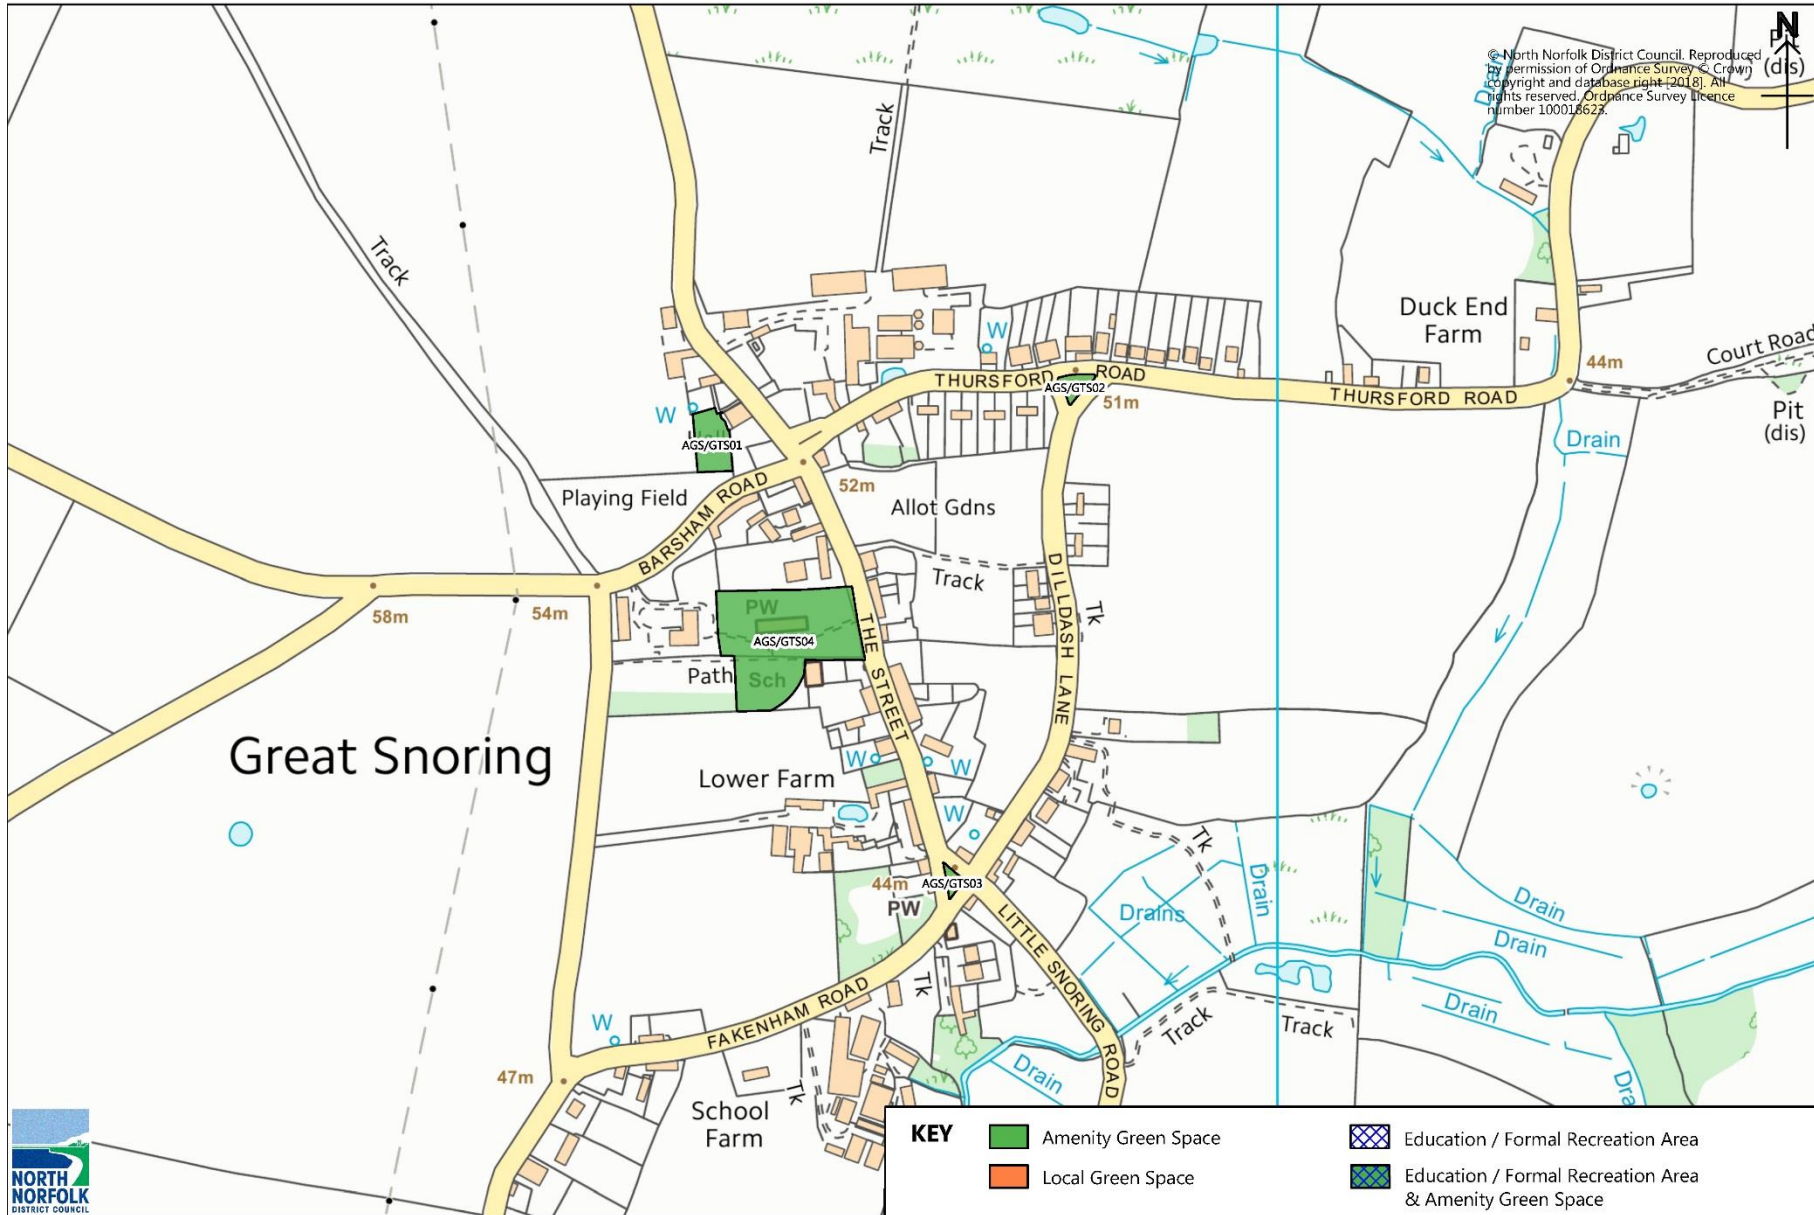 N
Pit
(dis)
© North Norfolk District Council. Reproduced
by permission of Ordnance Survey © Crown
copyright and database right [2018]. All
rights reserved. Ordnance Survey Licence
number 100018623.
Drain
Track
Track
Duck End
Farm
Court Road
44m
W
THURSFORD ROAD
AGS/GTS02
51m
THURSFORD ROAD
Pit
(dis)
Drain
W
AGS/GTS01
52m
Playing Field
BARSHAM ROAD
Allot Gdns
Track
DILLDASH LANE
Tk
58m
54m
PW
AGS/GTS04
THE STREET
Path
Sch
Great Snoring
Lower Farm
W
W
W
44m
AGS/GTS03
PW
Tk
Drain
Drains
Drain
Drain
Drain
LITTLE SNORING ROAD
Tk
FAKENHAM ROAD
W
47m
Track
Track
Drain
School
Farm
Tk
KEY
Amenity Green Space
Local Green Space
Education / Formal Recreation Area
Education / Formal Recreation Area
& Amenity Green Space
NORTH
NORFOLK
DISTRICT COUNCIL